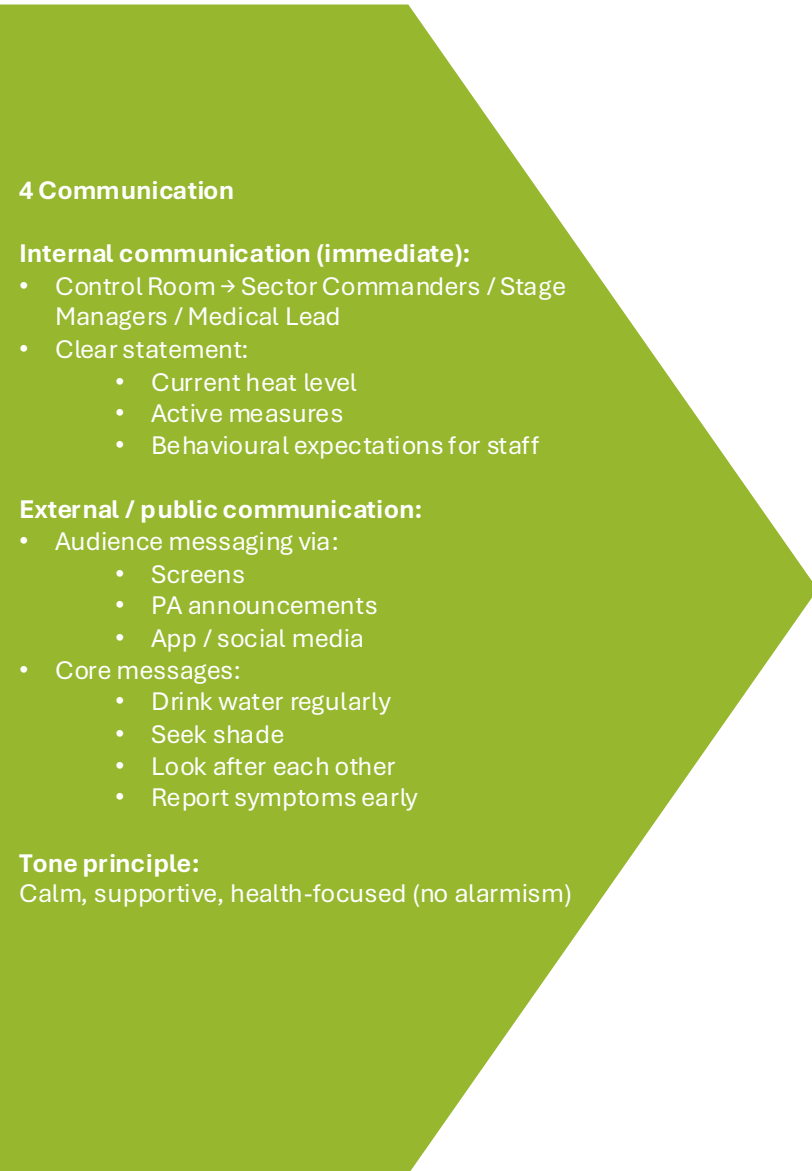 4 Communication
Internal communication (immediate):
• Control Room → Sector Commanders / Stage
Managers / Medical Lead
• Clear statement:
• Current heat level
• Active measures
• Behavioural expectations for staff
External / public communication:
• Audience messaging via:
• Screens
• PA announcements
• App / social media
• Core messages:
• Drink water regularly
• Seek shade
• Look after each other
• Report symptoms early
Tone principle:
Calm, supportive, health-focused (no alarmism)